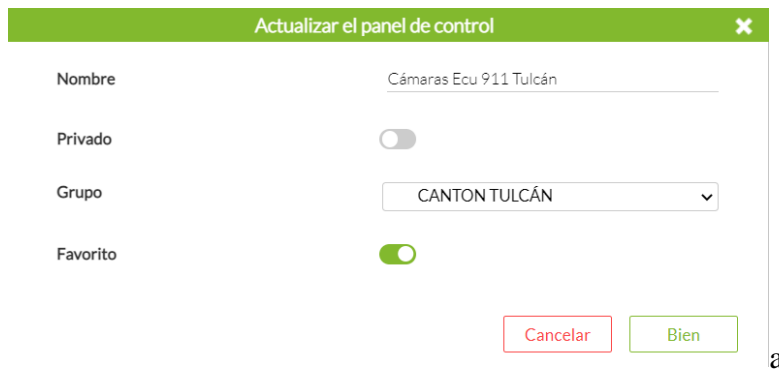 Actualizar el panel de control
Nombre Cámaras Ecu 911 Tulcán
Privado
Grupo CANTON TULCÁN
Favorito
Cancelar Bien
a